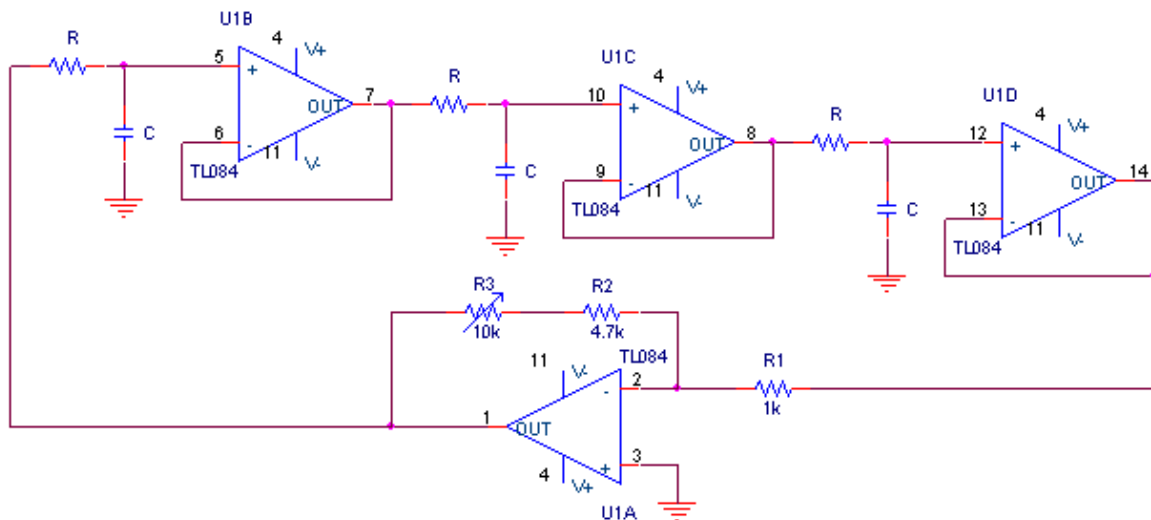 U1B
R
4
V+
5
+
OUT
7
6
-
11
V-
TL084
C
R
U1C
4
V+
10
+
OUT
8
9
-
11
V-
TL084
C
R
U1D
4
V+
12
+
OUT
14
13
-
11
V-
TL084
C
R3
10k
R2
4.7k
TL084
11
V-
2
-
R1
1k
1
OUT
4
V+
+
3
U1A